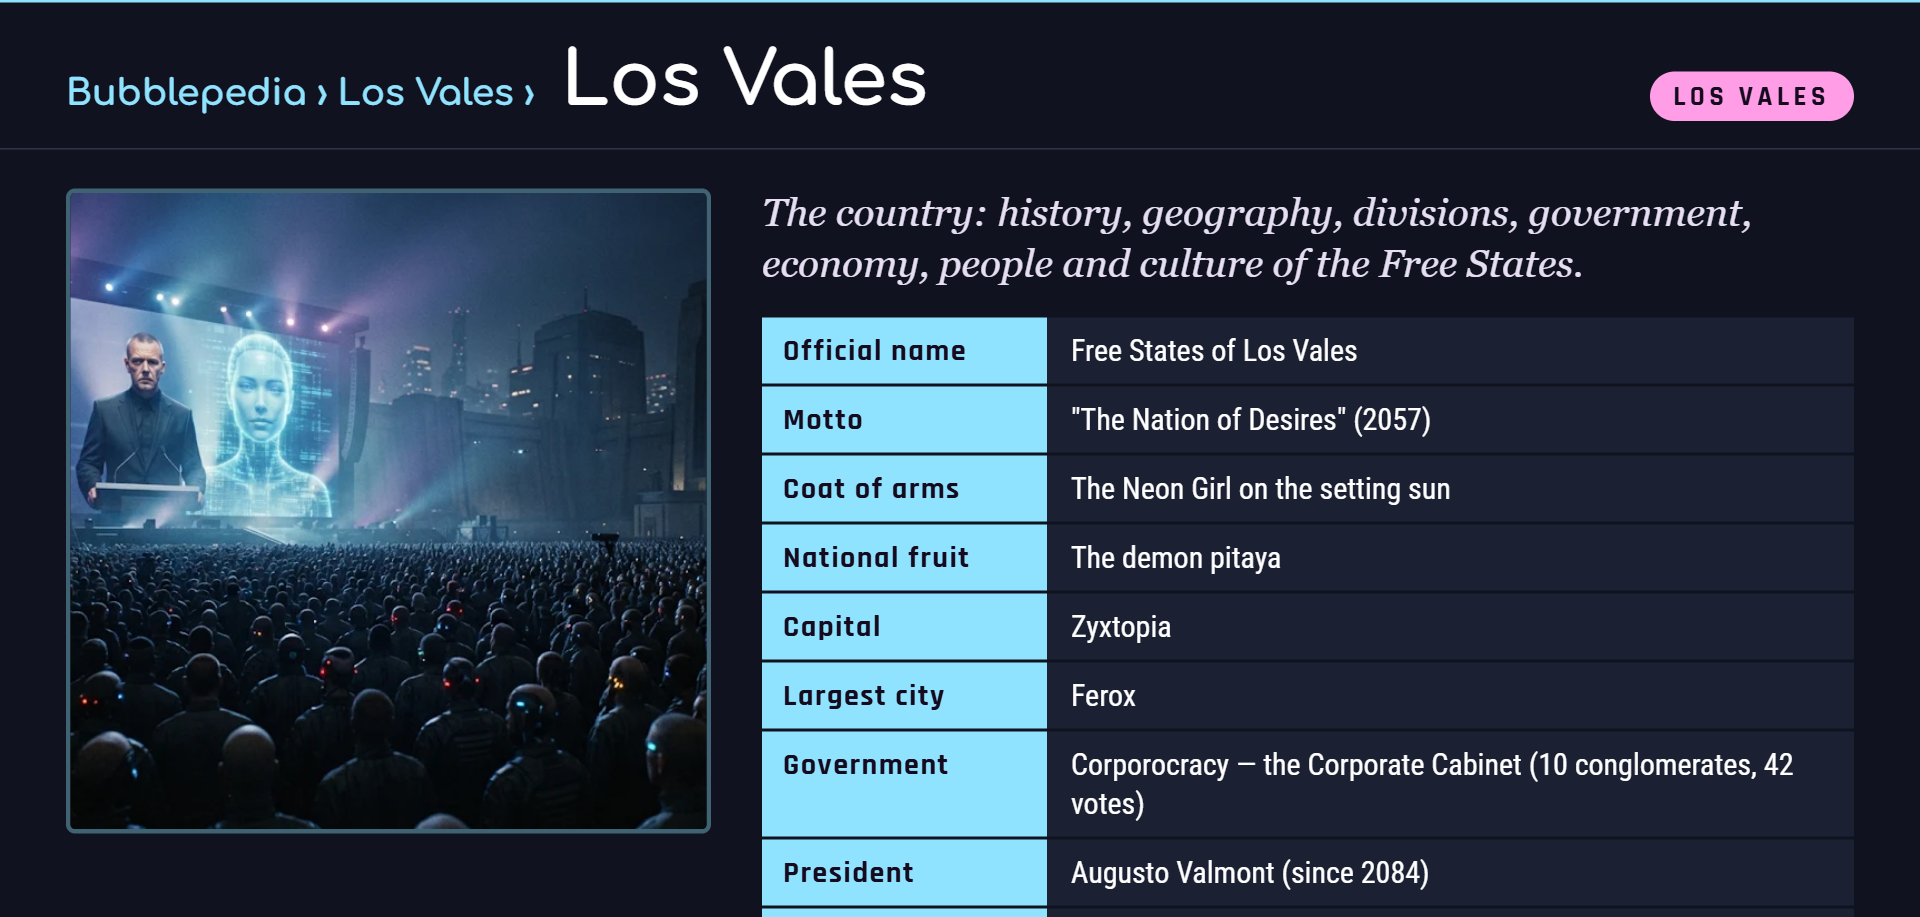 Bubblepedia › Los Vales › Los Vales
LOS VALES
The country: history, geography, divisions, government,
economy, people and culture of the Free States.
Official name Free States of Los Vales
Motto "The Nation of Desires" (2057)
Coat of arms The Neon Girl on the setting sun
National fruit The demon pitaya
Capital Zyxtopia
Largest city Ferox
Government Corporocracy — the Corporate Cabinet (10 conglomerates, 42
votes)
President Augusto Valmont (since 2084)